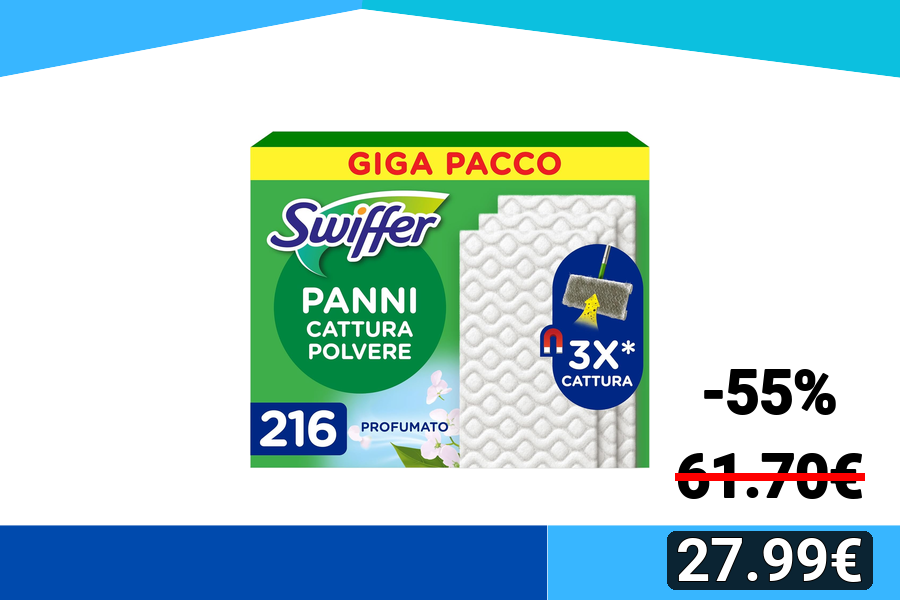 GIGA PACCO
Swiffer
PANNI
CATTURA
POLVERE
3X*
CATTURA
216
PROFUMATO
-55%
61.70€
27.99€